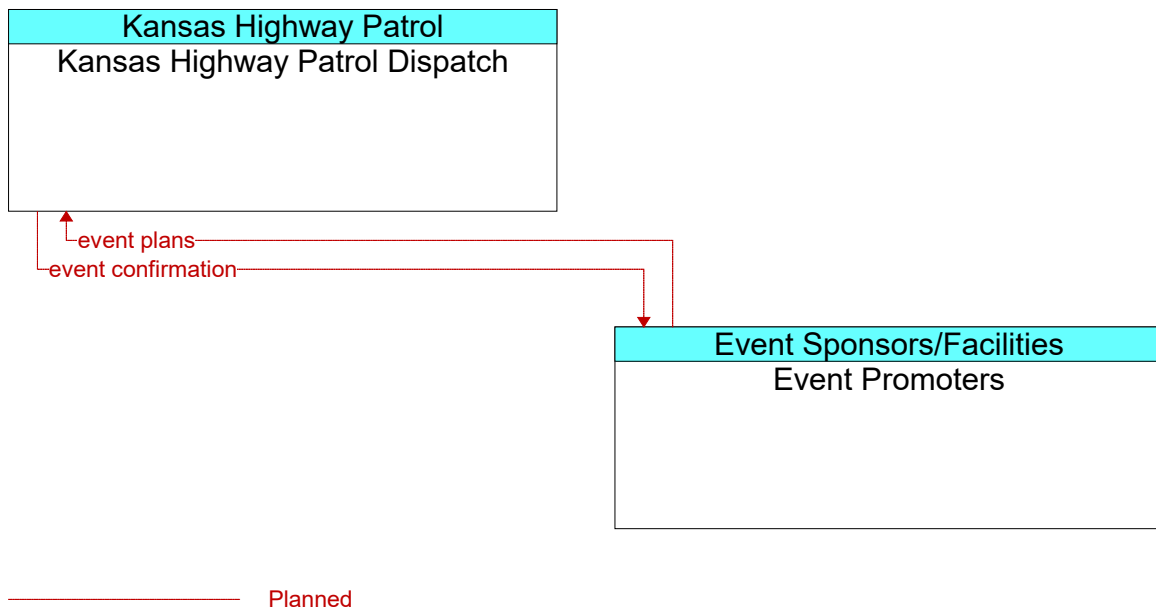 Kansas Highway Patrol
Kansas Highway Patrol Dispatch
event plans
event confirmation
Event Sponsors/Facilities
Event Promoters
Planned